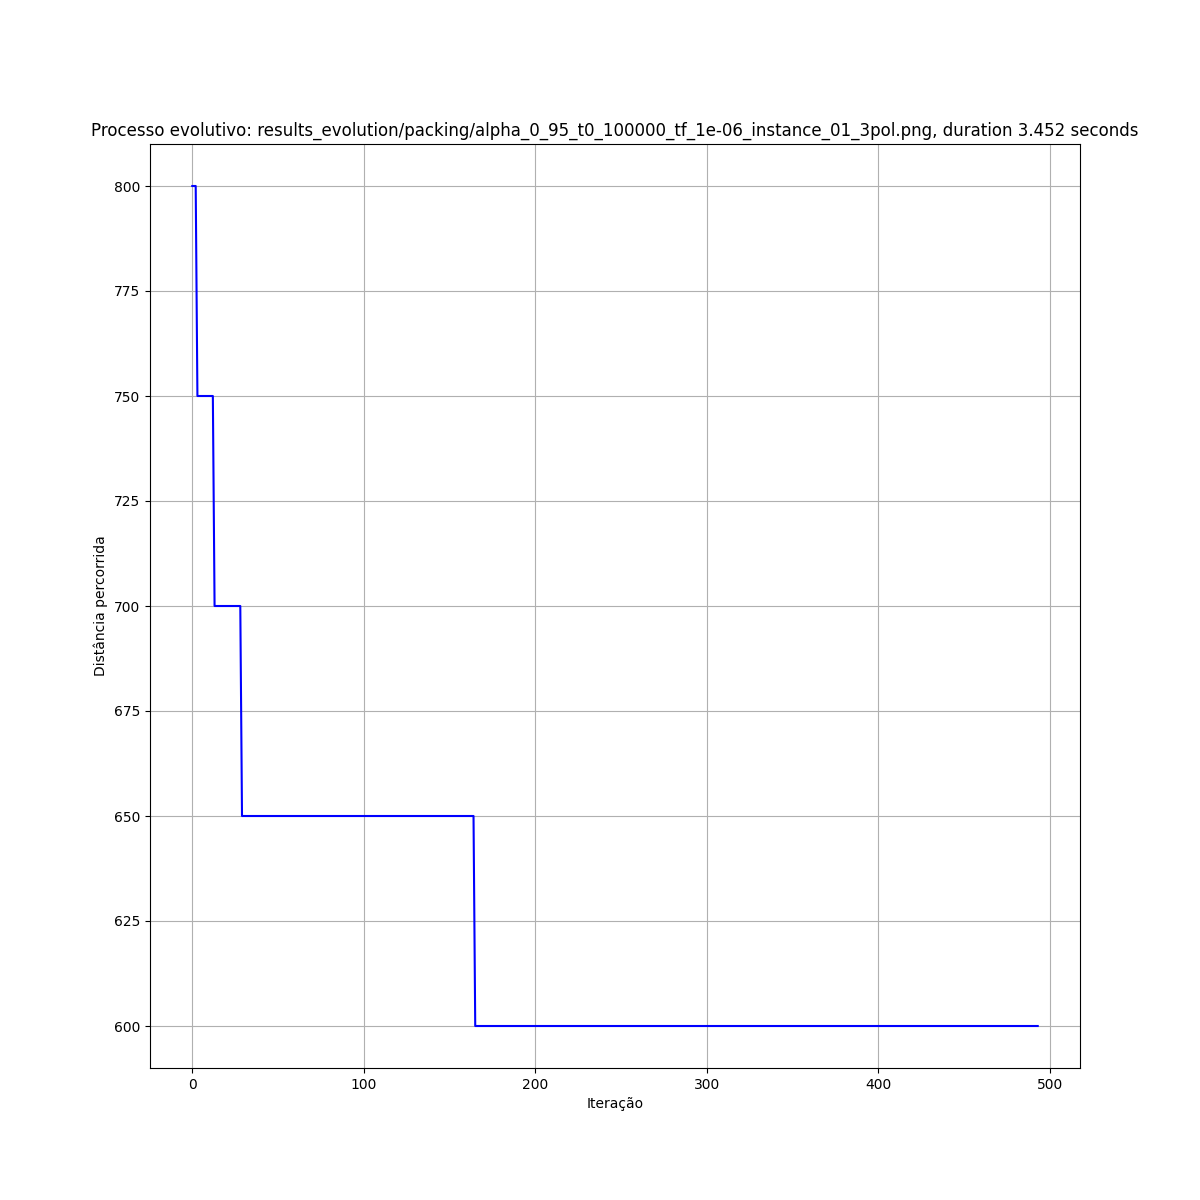 Processo evolutivo: results_evolution/packing/alpha_0_95_t0_100000_tf_1e-06_instance_01_3pol.png, duration 3.452 seconds
800
775
750
725
700
675
650
625
600
Distância percorrida
0 100 200 300 400 500
Iteração